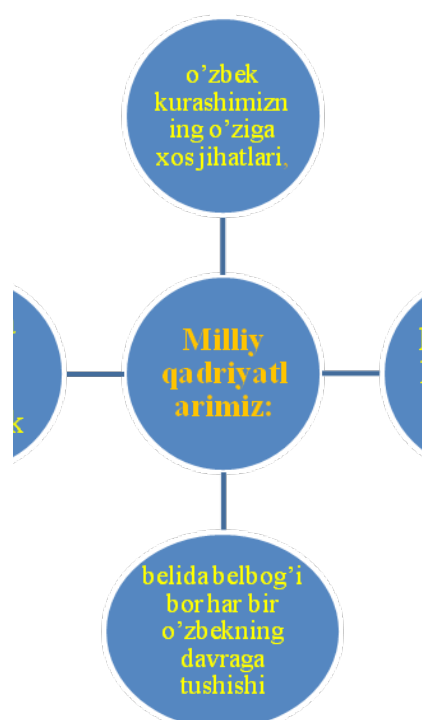 o’zbek
kurashimizn
ing o’ziga
xos jihatlari,
Milliy
qadriyatl
arimiz:
belida belbog’i
bor har bir
o’zbekning
davraga
tushishi